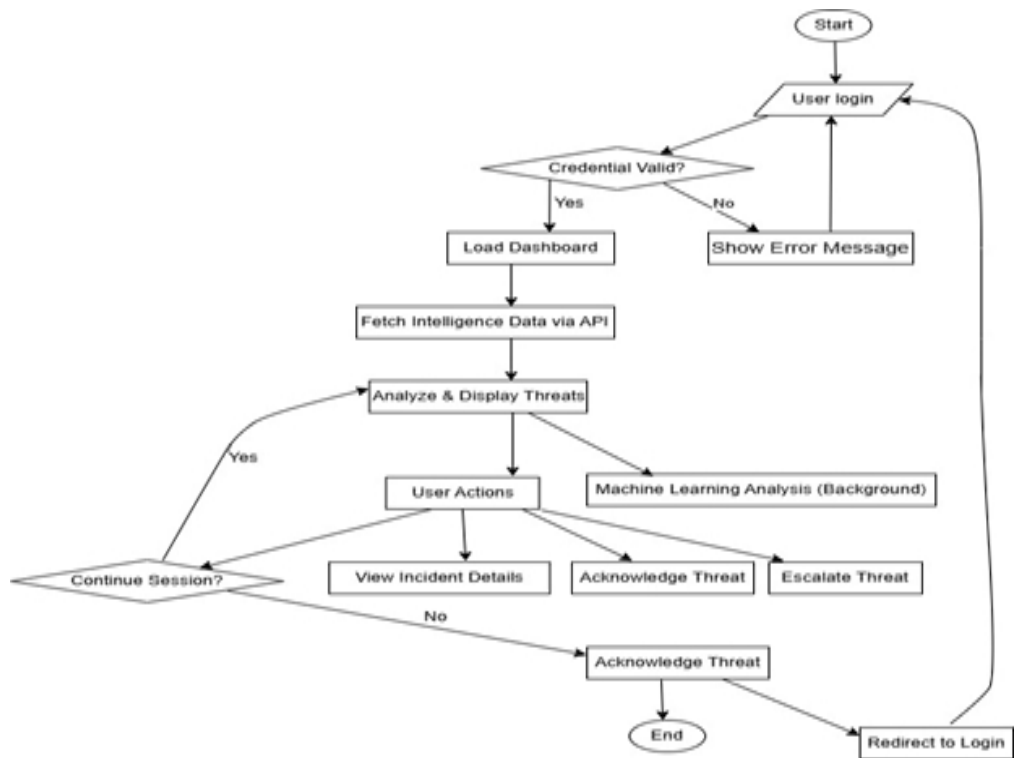 Start
User login
Credential Valid?
Yes
No
Load Dashboard
Show Error Message
Fetch Intelligence Data via API
Analyze & Display Threats
Yes
User Actions
Machine Learning Analysis (Background)
Continue Session?
View Incident Details
Acknowledge Threat
Escalate Threat
No
Acknowledge Threat
End
Redirect to Login